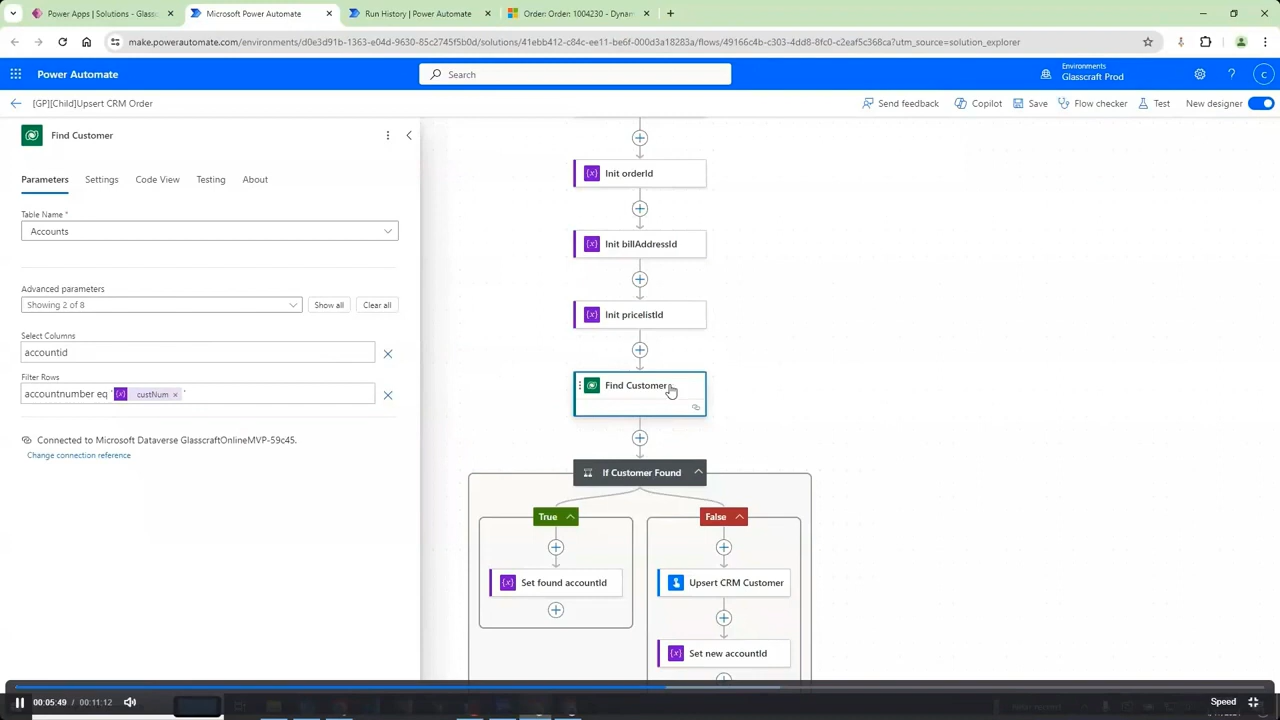 Power Apps | Solutions - Glassc
Microsoft Power Automate
Run History | Power Automate
Order: Order: 1004230 - Dynam
make.powerautomate.com/environments/d0e3d91b-1363-e04d-9630-85c2745f5b0d/solutions/41ebb412-c84c-ee11-be6f-000d3a18283a/flows/49166c4b-c303-4dd8-8fc0-c2eaf5c368ca?utm_source=solution_explorer
Power Automate
Search
Environments
Glasscraft Prod
C
[GP][Child]Upsert CRM Order
Send feedback
Copilot
Save
Flow checker
Test
New designer
Find Customer
Parameters
Settings
Code View
Testing
About
Table Name *
Accounts
Advanced parameters
Showing 2 of 8
Show all
Clear all
Select Columns
accountid
Filter Rows
accountnumber eq ' {x} custNum × '
Connected to Microsoft Dataverse GlasscraftOnlineMVP-59c45.
Change connection reference
{x} Init orderId
{x} Init billAddressId
{x} Init pricelistId
Find Customer
If Customer Found
True
False
{x} Set found accountId
Upsert CRM Customer
{x} Set new accountId
00:05:49 / 00:11:12
Speed